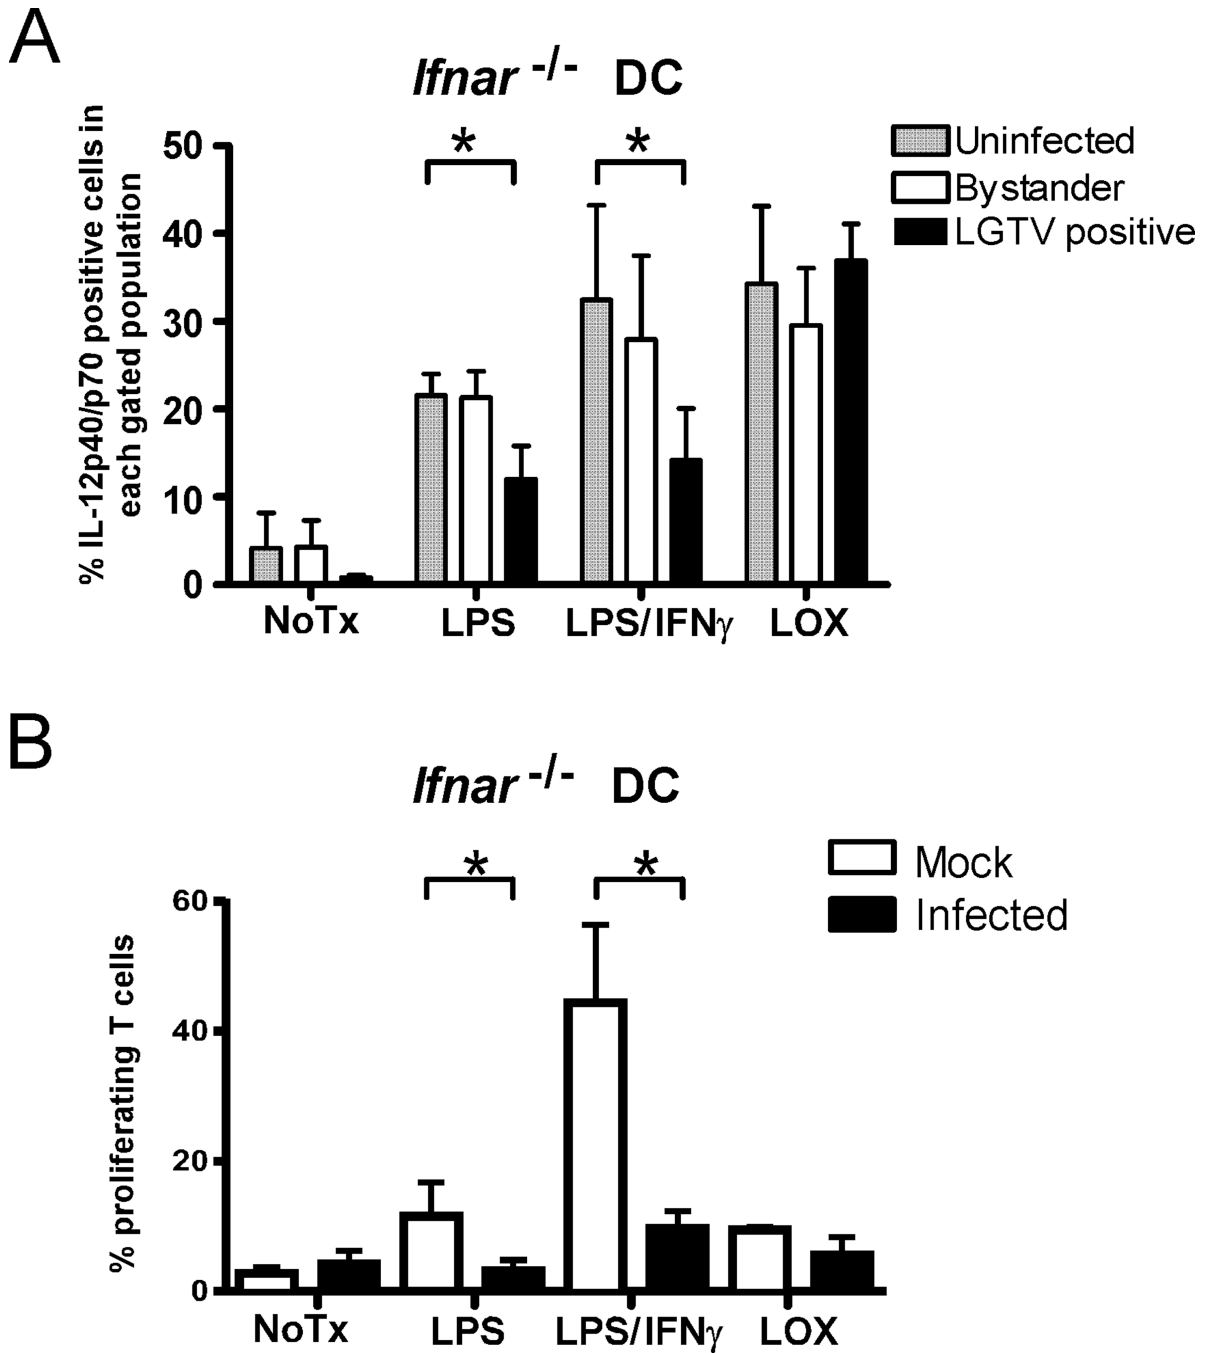 A
Ifnar -/- DC
* *
% IL-12p40/p70 positive cells in
each gated population
50
40
30
20
10
0
Uninfected
Bystander
LGTV positive
NoTx LPS LPS/IFNγ LOX
B
Ifnar -/- DC
* *
% proliferating T cells
60
40
20
0
Mock
Infected
NoTx LPS LPS/IFNγ LOX